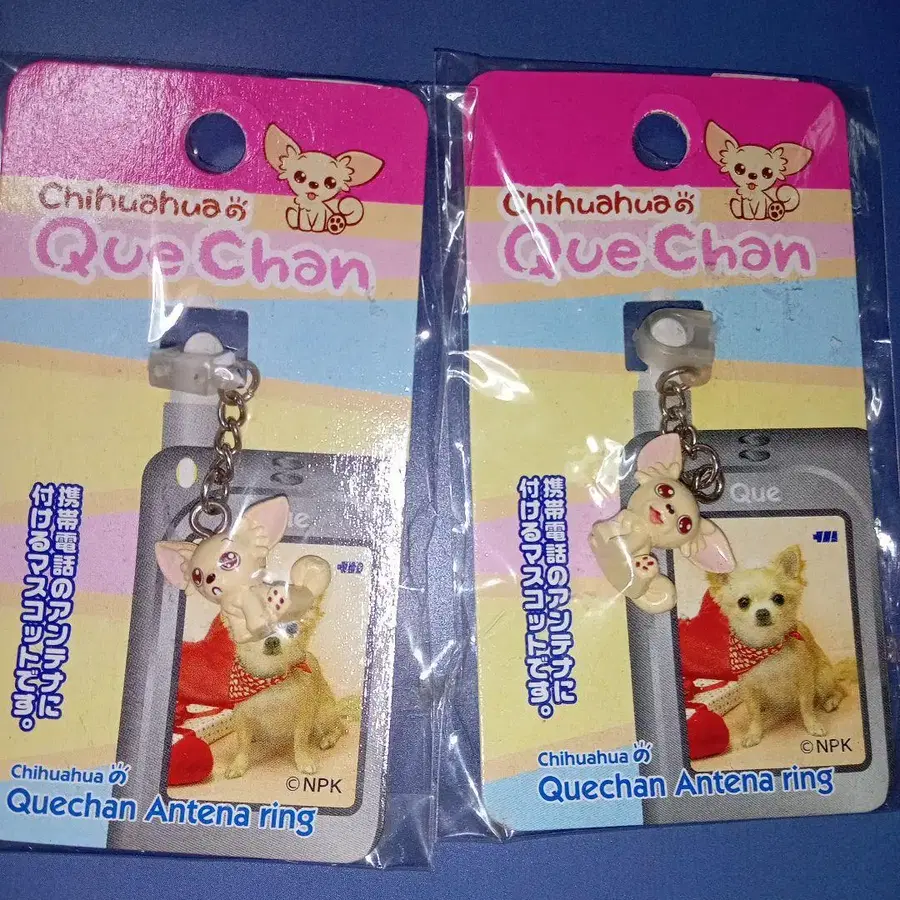 Chihuahuaの
Que Chan
携帯電話のアンテナに
付けるマスコットです。
©NPK
Chihuahuaの
Quechan Antena ring
Chihuahuaの
Que Chan
Que
携帯電話のアンテナに
付けるマスコットです。
©NPK
Chihuahuaの
Quechan Antena ring